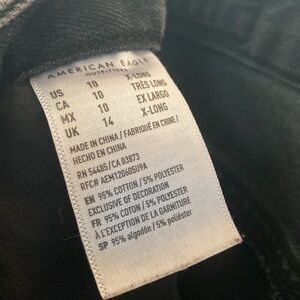 AMERICAN EAGLE
OUTFITTERS
US 10 X-LONG
CA 10 TRÈS LONG
MX 10 EX LARGO
UK 14 X-LONG
MADE IN CHINA / FABRIQUÉ EN CHINE /
HECHO EN CHINA
RN 54485/CA 03873
RFC# AEM120605U9A
EN 95% COTTON / 5% POLYESTER
EXCLUSIVE OF DECORATION
FR 95% COTON / 5% POLYESTER
À L'EXCEPTION DE LA GARNITURE
SP 95% algodón / 5% poliéster